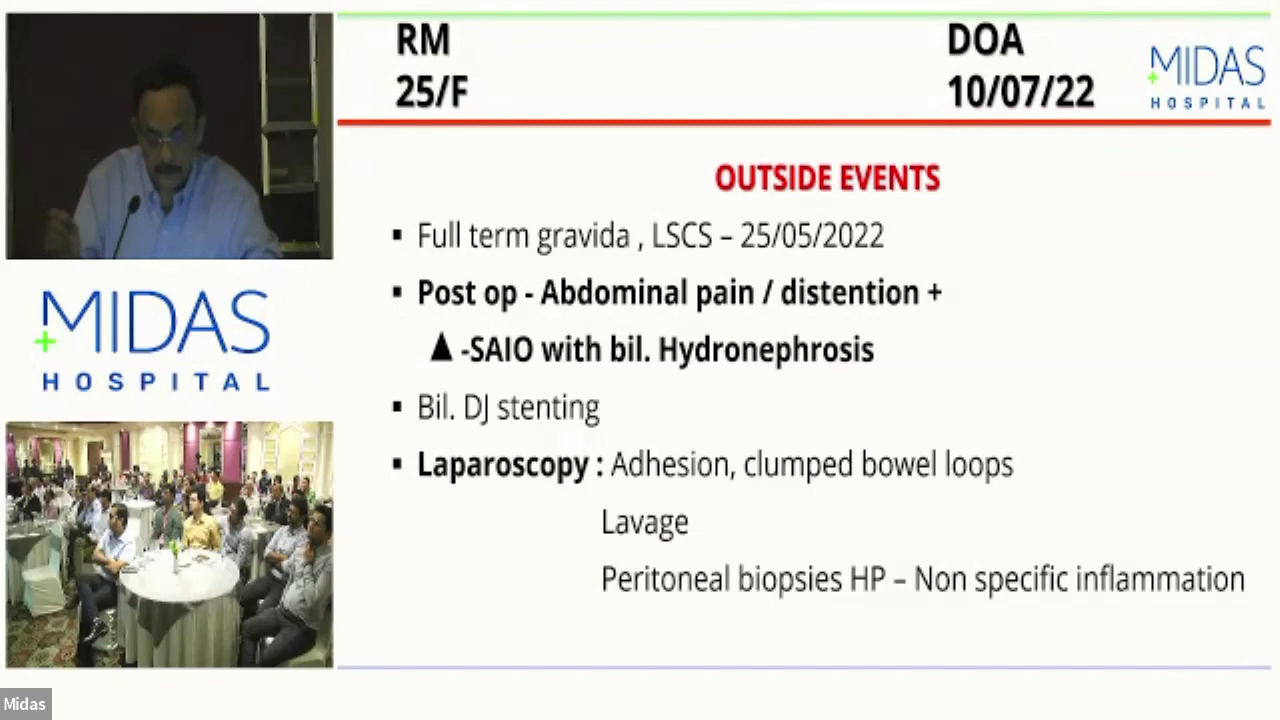 RM
25/F
DOA
10/07/22
MIDAS
HOSPITAL
OUTSIDE EVENTS
▪ Full term gravida , LSCS – 25/05/2022
▪ Post op - Abdominal pain / distention +
▲ -SAIO with bil. Hydronephrosis
▪ Bil. DJ stenting
▪ Laparoscopy : Adhesion, clumped bowel loops
Lavage
Peritoneal biopsies HP – Non specific inflammation
MIDAS
HOSPITAL
Midas